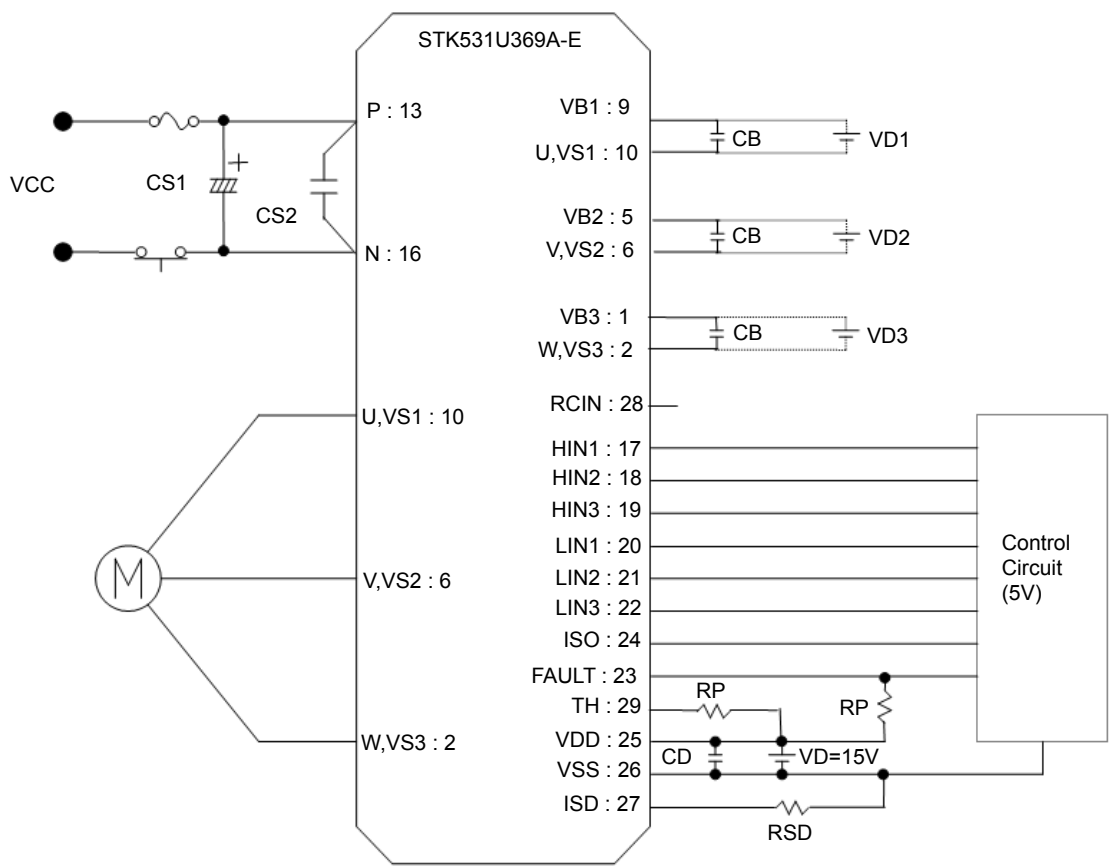 STK531U369A-E
P : 13
VB1 : 9
CB
VD1
U,VS1 : 10
VCC
CS1
+
CS2
VB2 : 5
V,VS2 : 6
CB
VD2
N : 16
VB3 : 1
W,VS3 : 2
CB
VD3
RCIN : 28
U,VS1 : 10
HIN1 : 17
HIN2 : 18
HIN3 : 19
LIN1 : 20
LIN2 : 21
LIN3 : 22
ISO : 24
FAULT : 23
Control
Circuit
(5V)
M
V,VS2 : 6
TH : 29
RP
RP
W,VS3 : 2
VDD : 25
VSS : 26
CD
VD=15V
ISD : 27
RSD